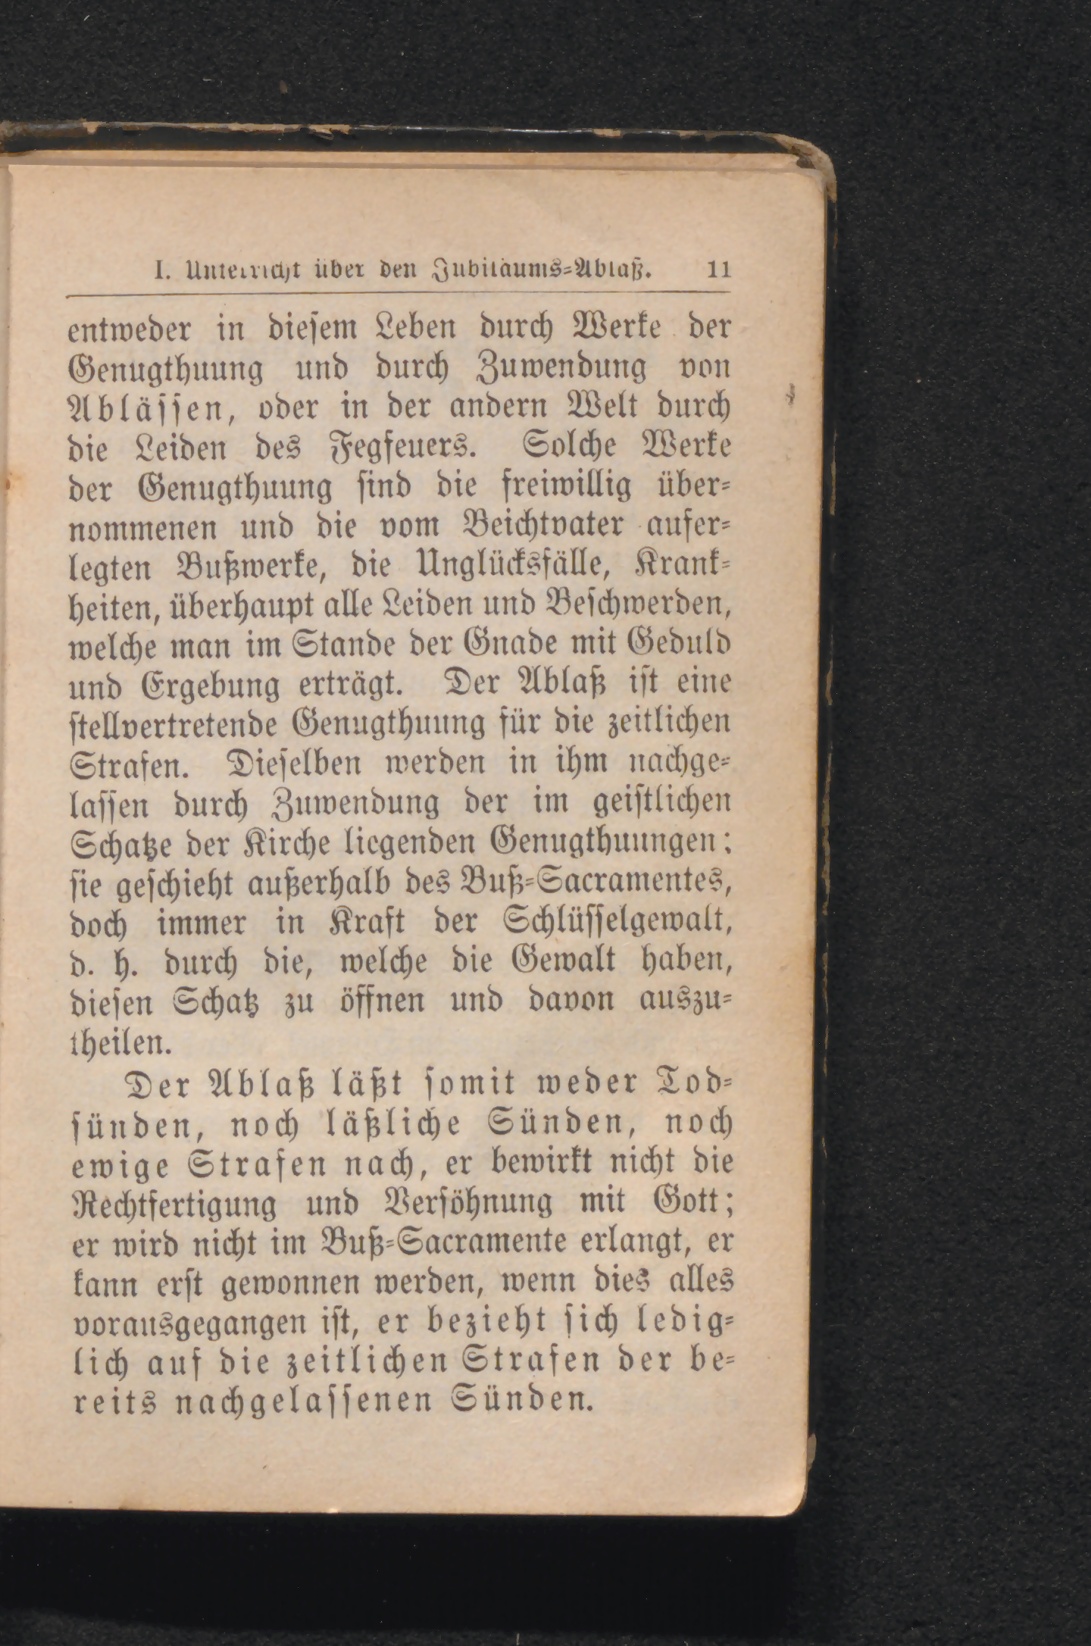 I. Unterricht über den Jubiläums-Ablaß. 11
entweder in diesem Leben durch Werke der
Genugthuung und durch Zuwendung von
Ablässen, oder in der andern Welt durch
die Leiden des Fegfeuers. Solche Werke
der Genugthuung sind die freiwillig über-
nommenen und die vom Beichtvater aufer-
legten Bußwerke, die Unglücksfälle, Krank-
heiten, überhaupt alle Leiden und Beschwerden,
welche man im Stande der Gnade mit Geduld
und Ergebung erträgt. Der Ablaß ist eine
stellvertretende Genugthuung für die zeitlichen
Strafen. Dieselben werden in ihm nachge-
lassen durch Zuwendung der im geistlichen
Schatze der Kirche liegenden Genugthuungen;
sie geschieht außerhalb des Buß-Sacramentes,
doch immer in Kraft der Schlüsselgewalt,
d. h. durch die, welche die Gewalt haben,
diesen Schatz zu öffnen und davon auszu-
theilen.
Der Ablaß läßt somit weder Tod-
sünden, noch läßliche Sünden, noch
ewige Strafen nach, er bewirkt nicht die
Rechtfertigung und Versöhnung mit Gott;
er wird nicht im Buß-Sacramente erlangt, er
kann erst gewonnen werden, wenn dies alles
vorausgegangen ist, er bezieht sich ledig-
lich auf die zeitlichen Strafen der be-
reits nachgelassenen Sünden.